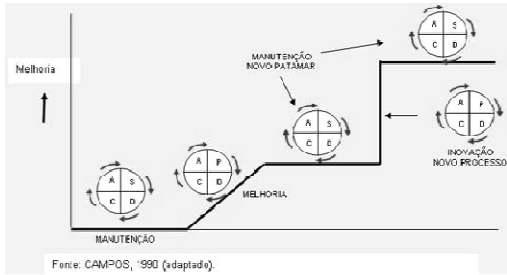 A S
C D
MANUTENÇÃO
NOVO PATAMAR
Melhoria
A P
C D
A S
C D
INOVAÇÃO
NOVO PROCESSO
A P
C D
A S
C D
MELHORIA
MANUTENÇÃO
Fonte: CAMPOS, 1990 (adaptado).